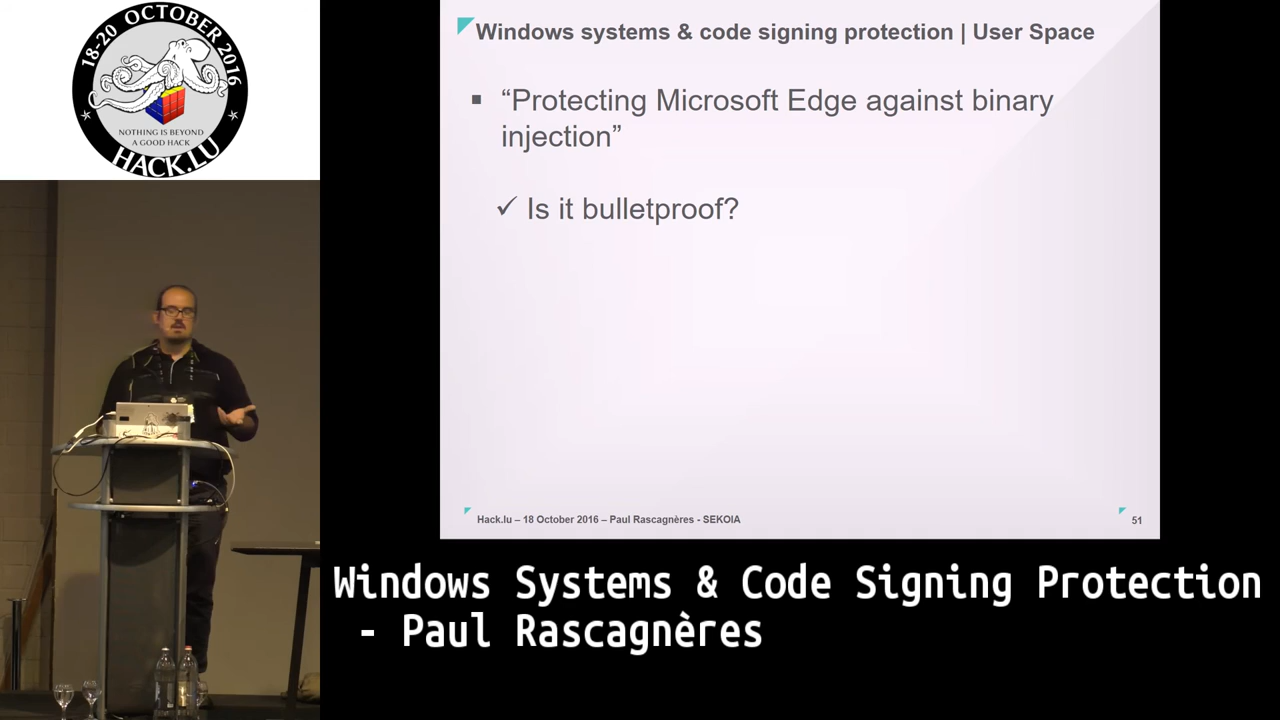 18-20 OCTOBER 2016
NOTHING IS BEYOND
A GOOD HACK
HACK.LU
Windows systems & code signing protection | User Space
“Protecting Microsoft Edge against binary
injection”
✓ Is it bulletproof?
Hack.lu – 18 October 2016 – Paul Rascagnères - SEKOIA
51
Windows Systems & Code Signing Protection
- Paul Rascagnères